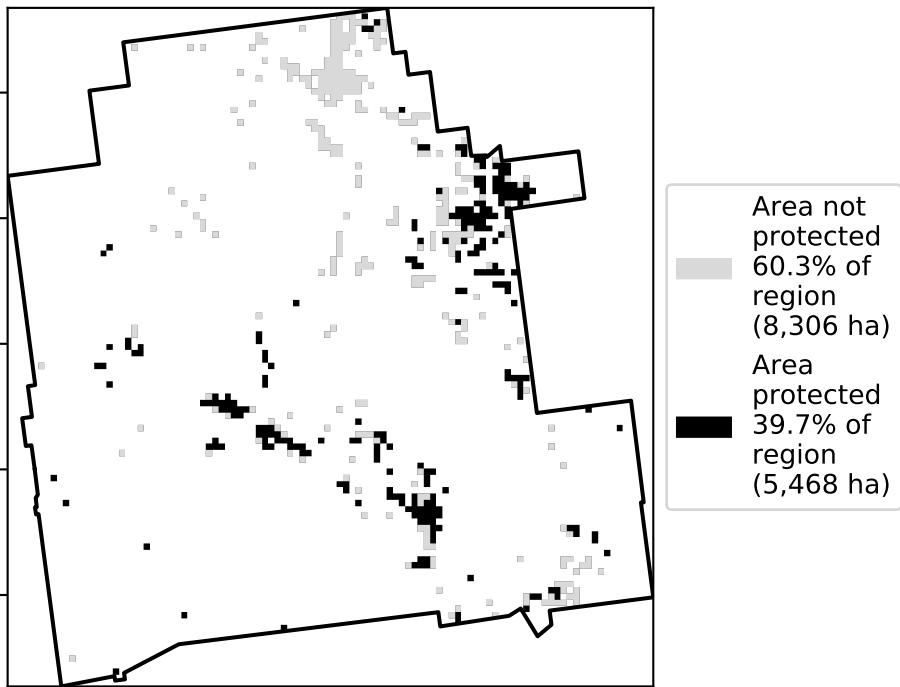 Area not
protected
60.3% of
region
(8,306 ha)
Area
protected
39.7% of
region
(5,468 ha)